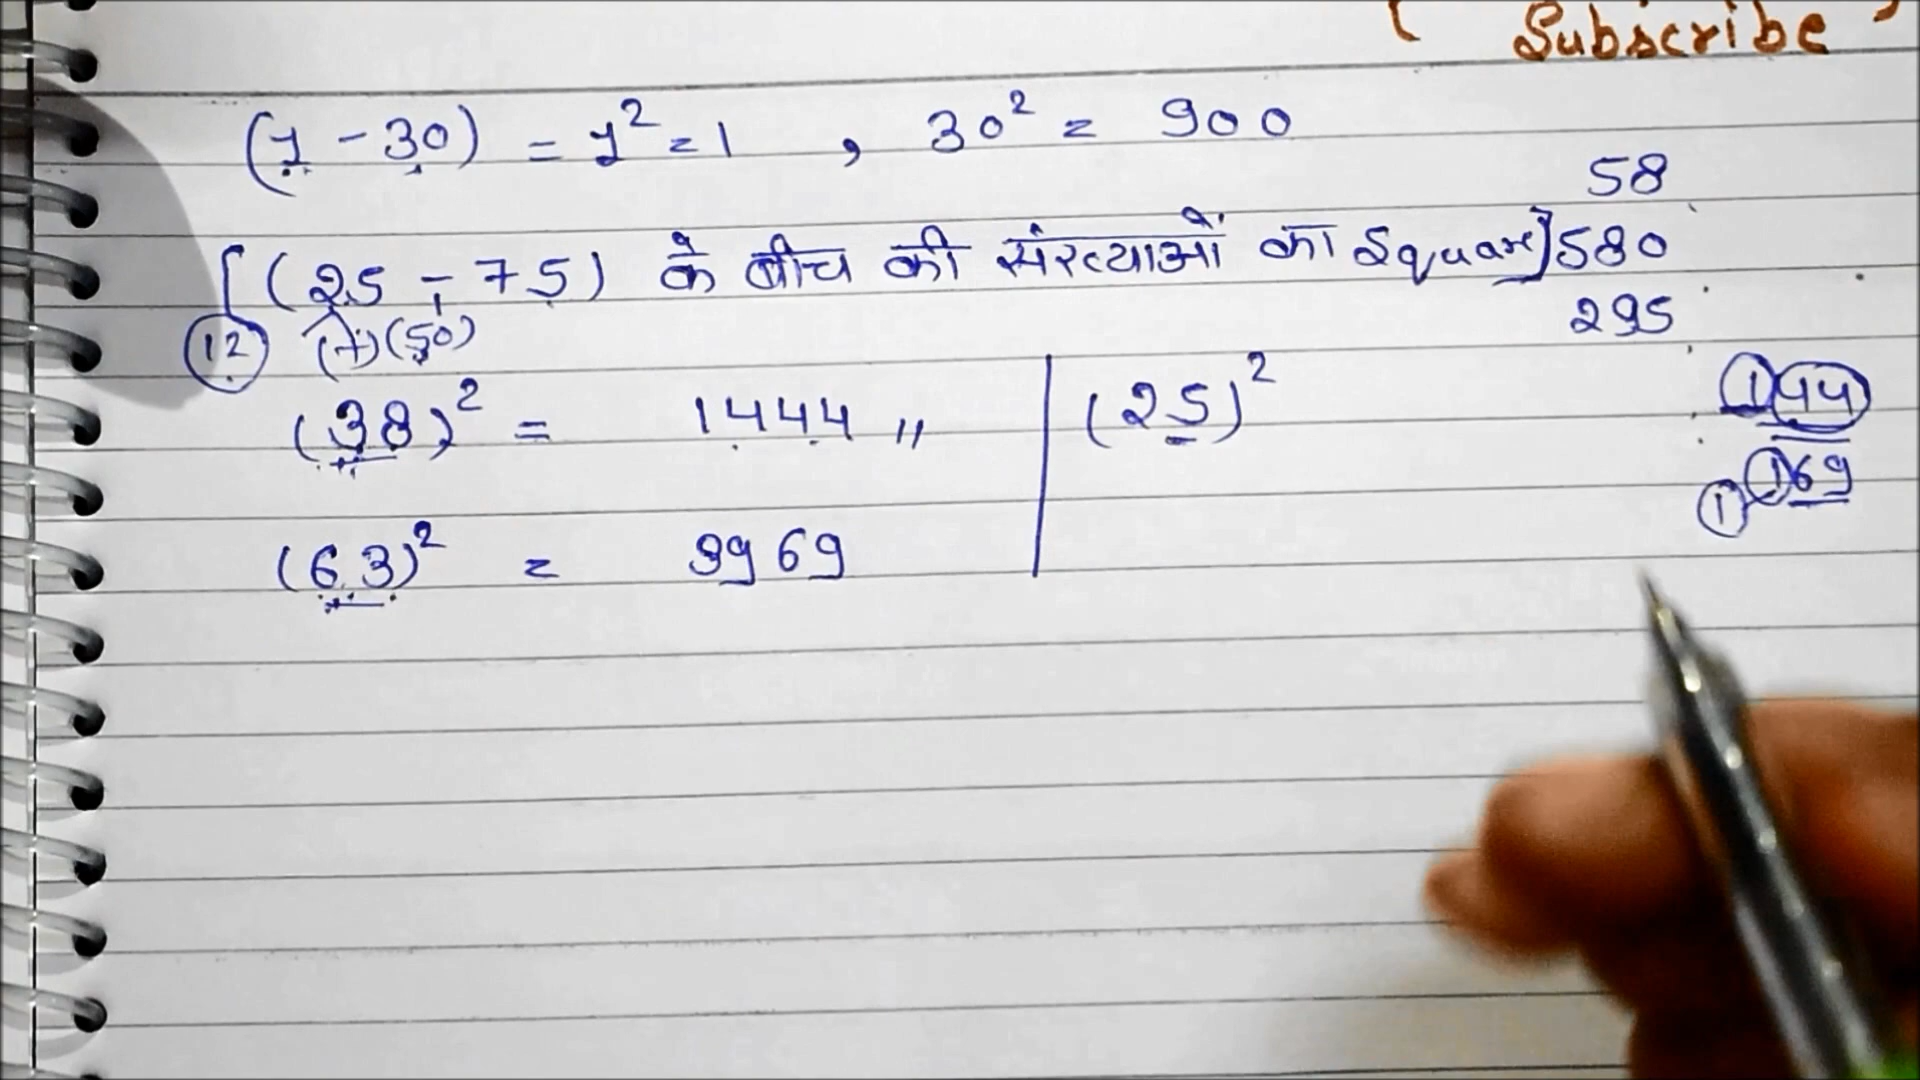 ( Subscribe )
(1 - 30) = 1² = 1 , 30² = 900
58
[(25 - 75) के बीच की संख्याओं का Square] 580
12 (+)(50) 295
(38)² = 1444 ,, (25)² 144
169
1
(63)² = 3969